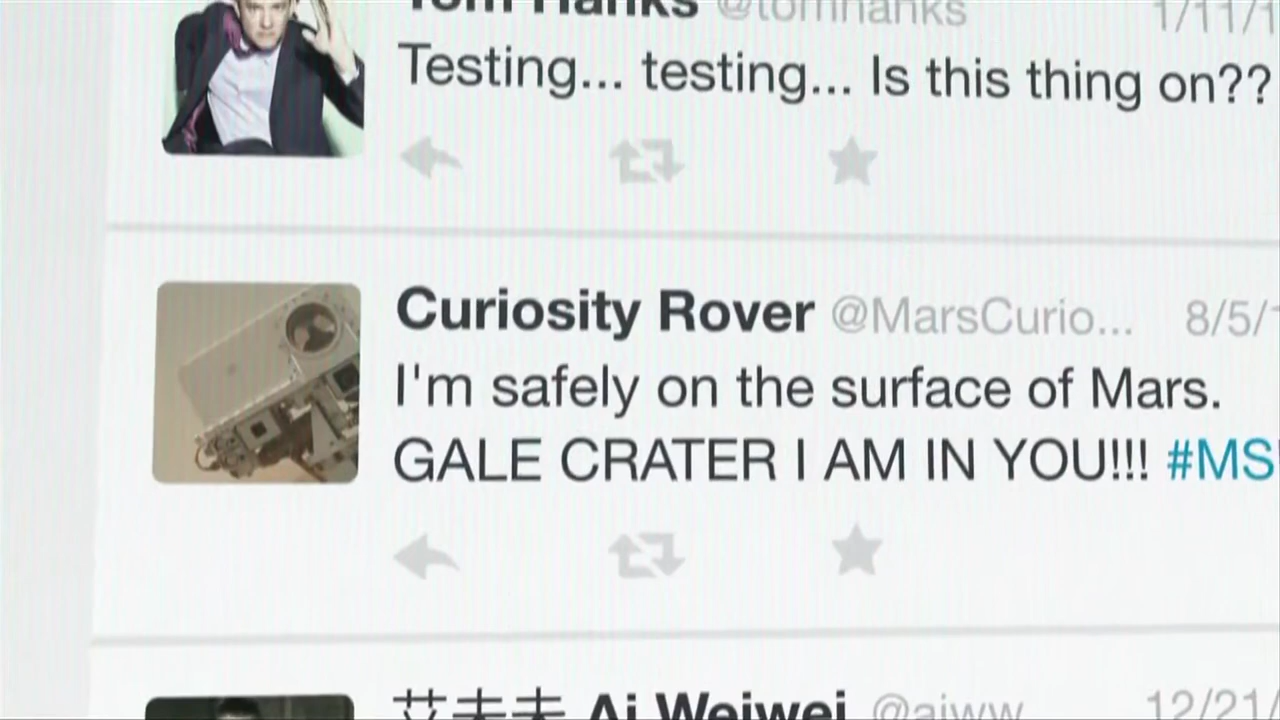 Tom Hanks @tomhanks 1/11/1
Testing... testing... Is this thing on??
Curiosity Rover @MarsCurio... 8/5/1
I'm safely on the surface of Mars.
GALE CRATER I AM IN YOU!!! #MS
艾未未 Ai Weiwei @aiww 12/21/